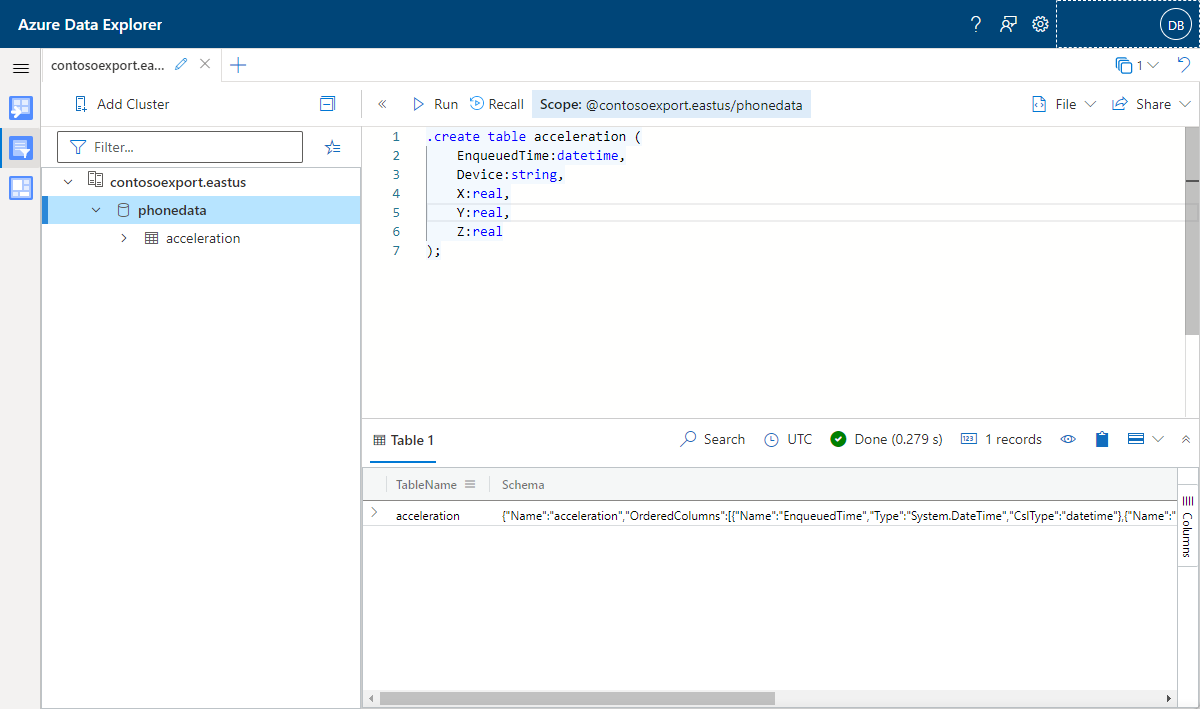 Azure Data Explorer
?
DB
contosoexport.ea...
1
Add Cluster
Run
Recall
Scope: @contosoexport.eastus/phonedata
File
Share
Filter...
contosoexport.eastus
phonedata
acceleration
1 .create table acceleration (
2 EnqueuedTime:datetime,
3 Device:string,
4 X:real,
5 Y:real,
6 Z:real
7 );
Table 1
Search
UTC
Done (0.279 s)
123
1 records
TableName
Schema
acceleration
{"Name":"acceleration","OrderedColumns":[{"Name":"EnqueuedTime","Type":"System.DateTime","CslType":"datetime"},{"Name":"
Columns